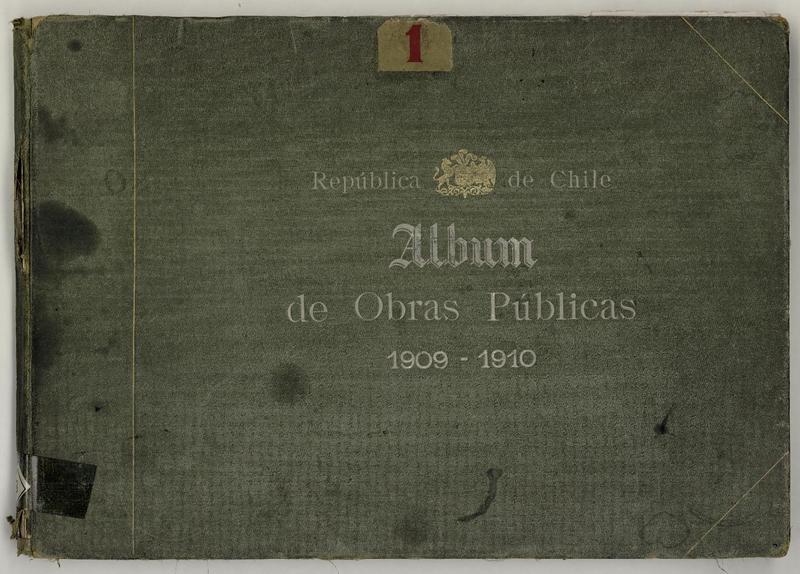 1
República de Chile
Album
de Obras Públicas
1909 - 1910